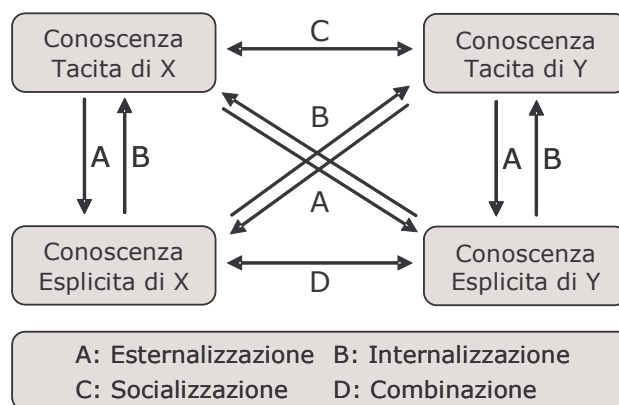 Conoscenza
Tacita di X
C
Conoscenza
Tacita di Y
A
B
B
A
A
B
Conoscenza
Esplicita di X
D
Conoscenza
Esplicita di Y
A: Esternalizzazione B: Internalizzazione
C: Socializzazione D: Combinazione